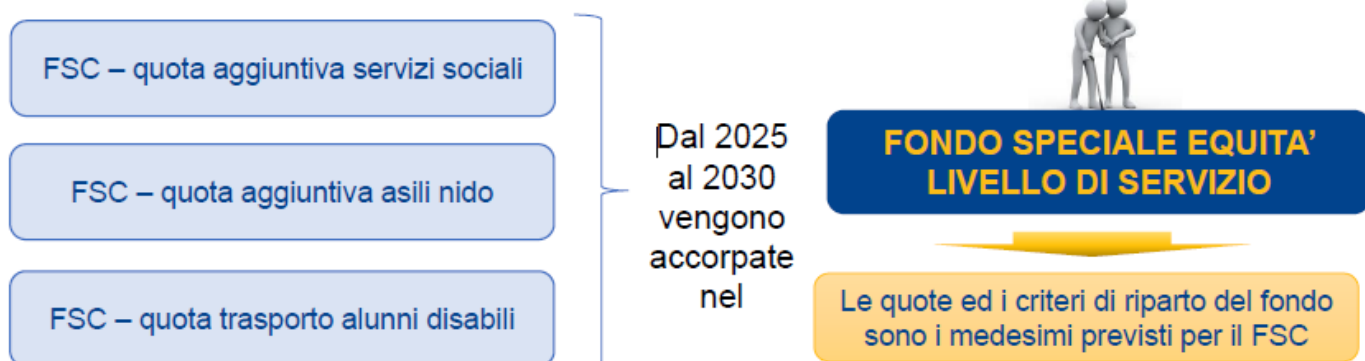 FSC – quota aggiuntiva servizi sociali
FSC – quota aggiuntiva asili nido
FSC – quota trasporto alunni disabili
Dal 2025
al 2030
vengono
accorpate
nel
FONDO SPECIALE EQUITA’
LIVELLO DI SERVIZIO
Le quote ed i criteri di riparto del fondo
sono i medesimi previsti per il FSC